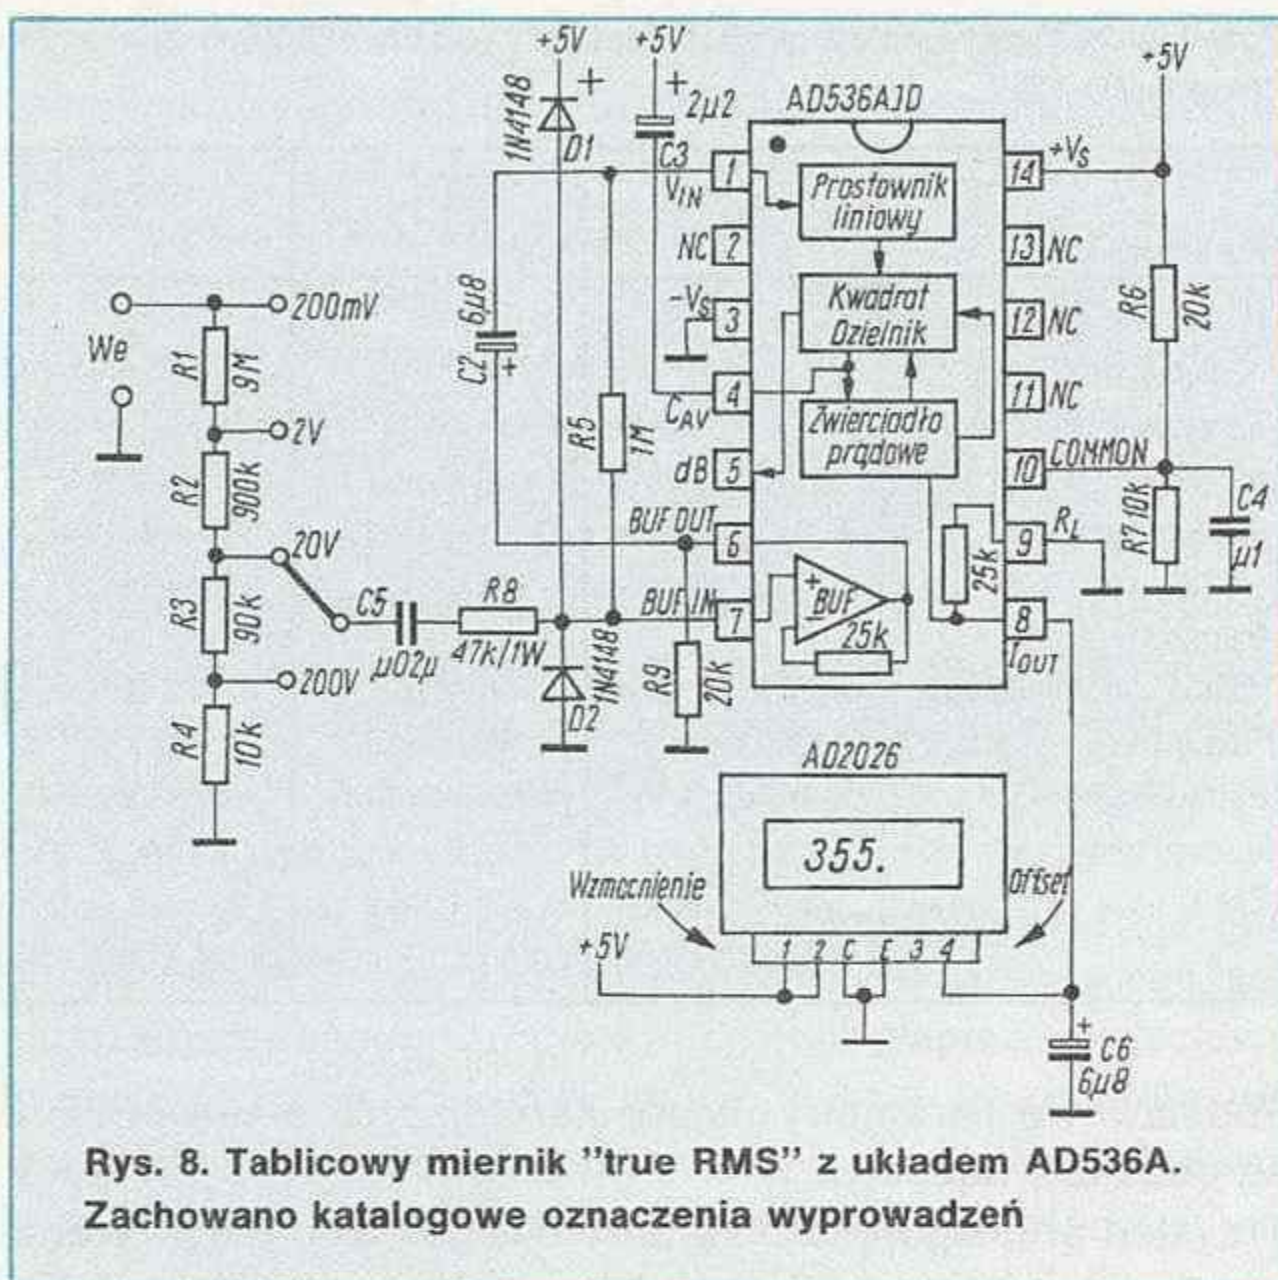 +5V
+5V
+5V
1N4148
+
D1
+
2µ2
C3
AD536AJD
1
VIN
14
+VS
Prostownik
liniowy
NC
2
13
NC
-VS
3
Kwadrat
Dzielnik
12
NC
R6
20k
We
200mV
R1
9M
6µ8
C2
+
4
CAV
11
NC
Zwierciadło
prądowe
R5
1M
2V
R2
900k
dB
5
10
COMMON
R7
10k
C4
µ1
BUF OUT
6
9
RL
25k
20V
R3
90k
C5
µ02µ
R8
47k/1W
BUF IN
7
+
BUF
-
25k
8
IOUT
1N4148
D2
R9
20k
200V
R4
10k
AD2026
355.
Wzmocnienie
Offset
+5V
1 2 C E 3 4
+
C6
6µ8
Rys. 8. Tablicowy miernik "true RMS" z układem AD536A.
Zachowano katalogowe oznaczenia wyprowadzeń